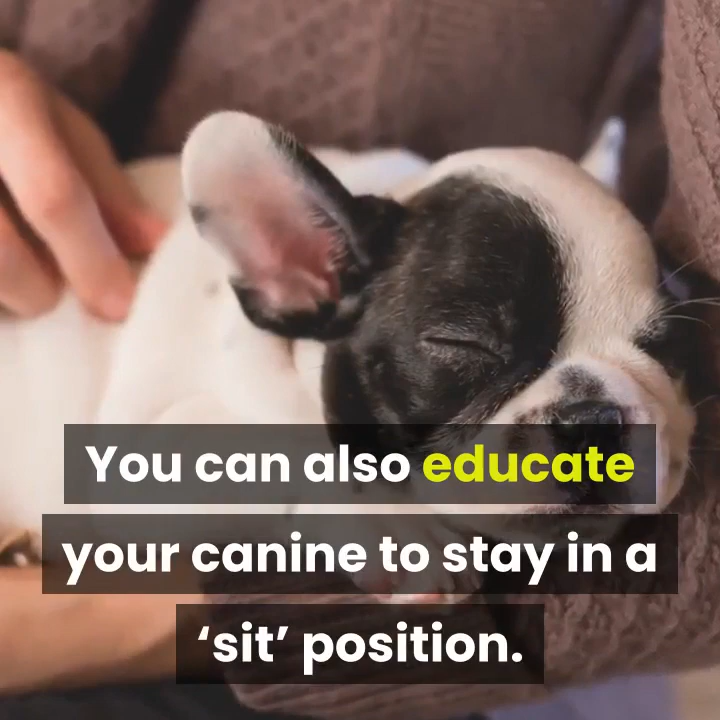 You can also educate
your canine to stay in a
‘sit’ position.